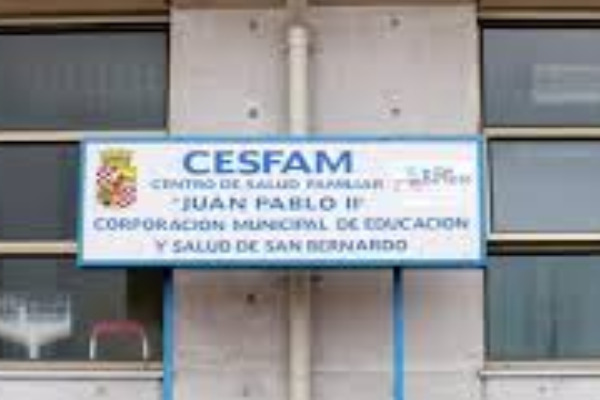 CESFAM
CENTRO DE SALUD FAMILIAR
"JUAN PABLO II"
CORPORACION MUNICIPAL DE EDUCACION
Y SALUD DE SAN BERNARDO